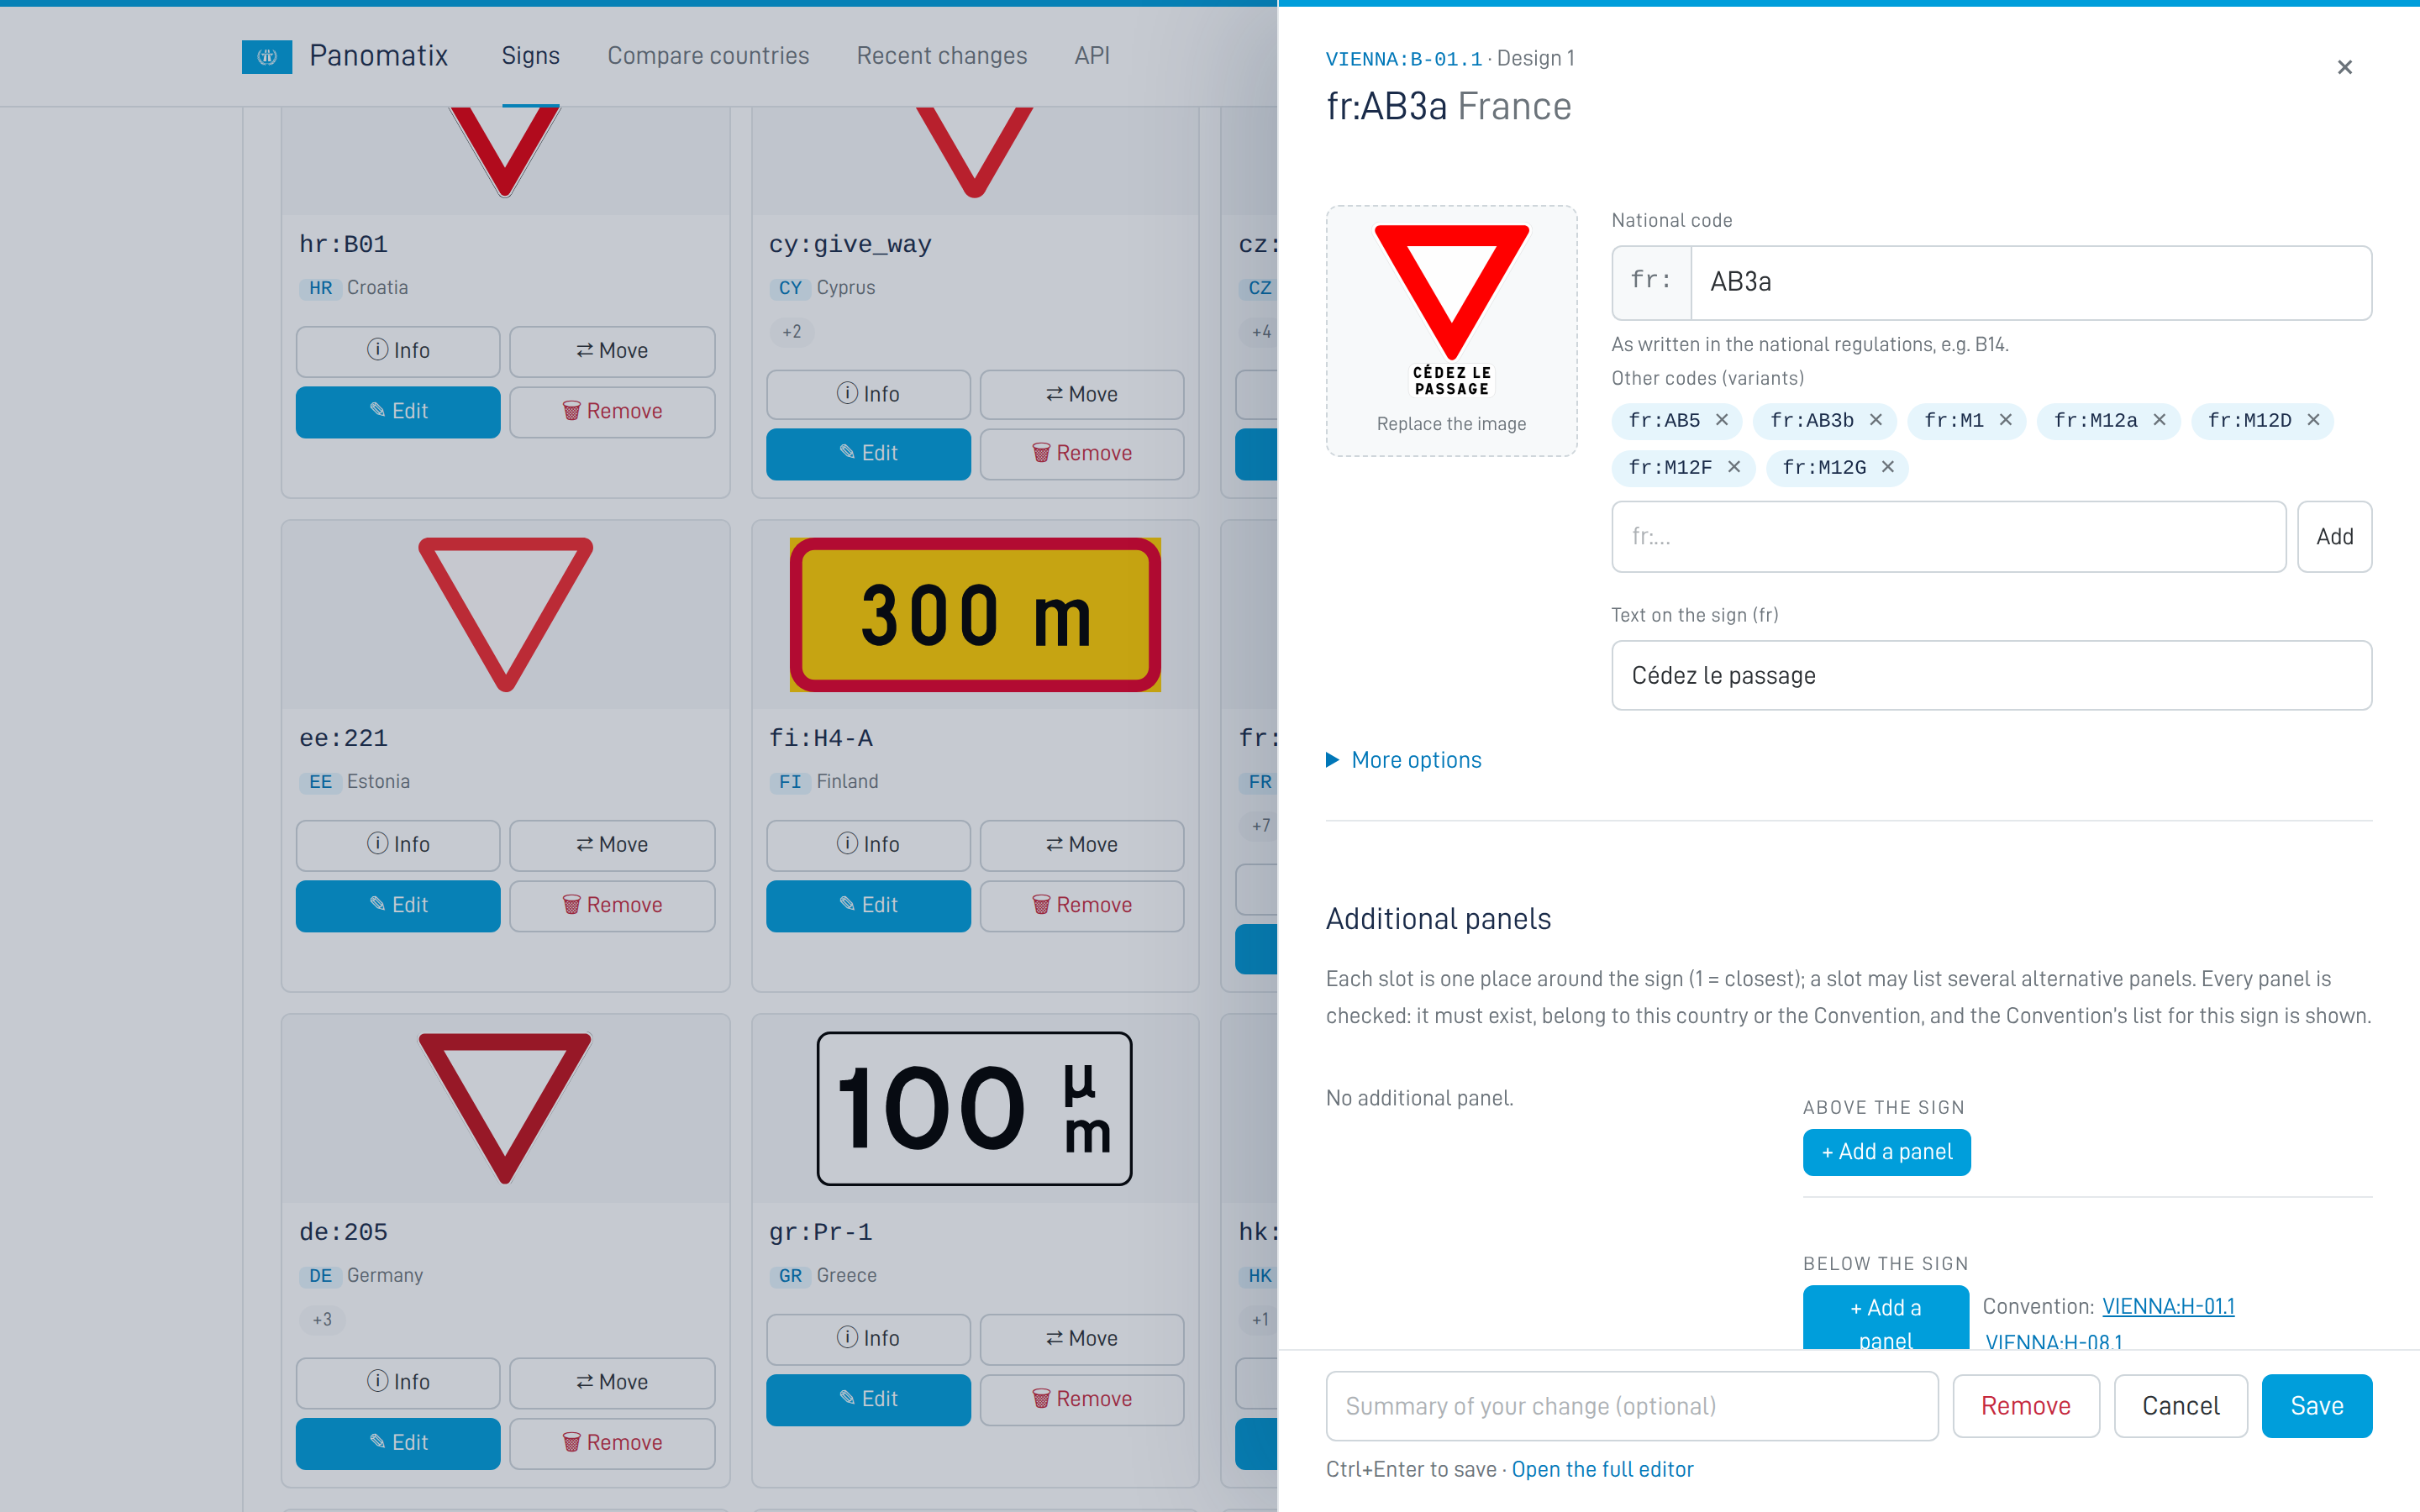 Panomatix Signs Compare countries Recent changes API
hr:B01
HR Croatia
ⓘ Info ⇄ Move
✎ Edit 🗑 Remove
cy:give_way
CY Cyprus
+2
ⓘ Info ⇄ Move
✎ Edit 🗑 Remove
cz:
CZ
+4
ee:221
EE Estonia
ⓘ Info ⇄ Move
✎ Edit 🗑 Remove
300 m
fi:H4-A
FI Finland
ⓘ Info ⇄ Move
✎ Edit 🗑 Remove
fr:
FR
+7
de:205
DE Germany
+3
ⓘ Info ⇄ Move
✎ Edit 🗑 Remove
100 µm
gr:Pr-1
GR Greece
ⓘ Info ⇄ Move
✎ Edit 🗑 Remove
hk:
HK
+1
VIENNA:B-01.1 · Design 1
×
fr:AB3a France
CÉDEZ LE
PASSAGE
Replace the image
National code
fr: AB3a
As written in the national regulations, e.g. B14.
Other codes (variants)
fr:AB5 × fr:AB3b × fr:M1 × fr:M12a × fr:M12D ×
fr:M12F × fr:M12G ×
fr:… Add
Text on the sign (fr)
Cédez le passage
▶ More options
Additional panels
Each slot is one place around the sign (1 = closest); a slot may list several alternative panels. Every panel is
checked: it must exist, belong to this country or the Convention, and the Convention's list for this sign is shown.
No additional panel.
ABOVE THE SIGN
+ Add a panel
BELOW THE SIGN
+ Add a
panel
Convention: VIENNA:H-01.1
VIENNA:H-08.1
Summary of your change (optional) Remove Cancel Save
Ctrl+Enter to save · Open the full editor